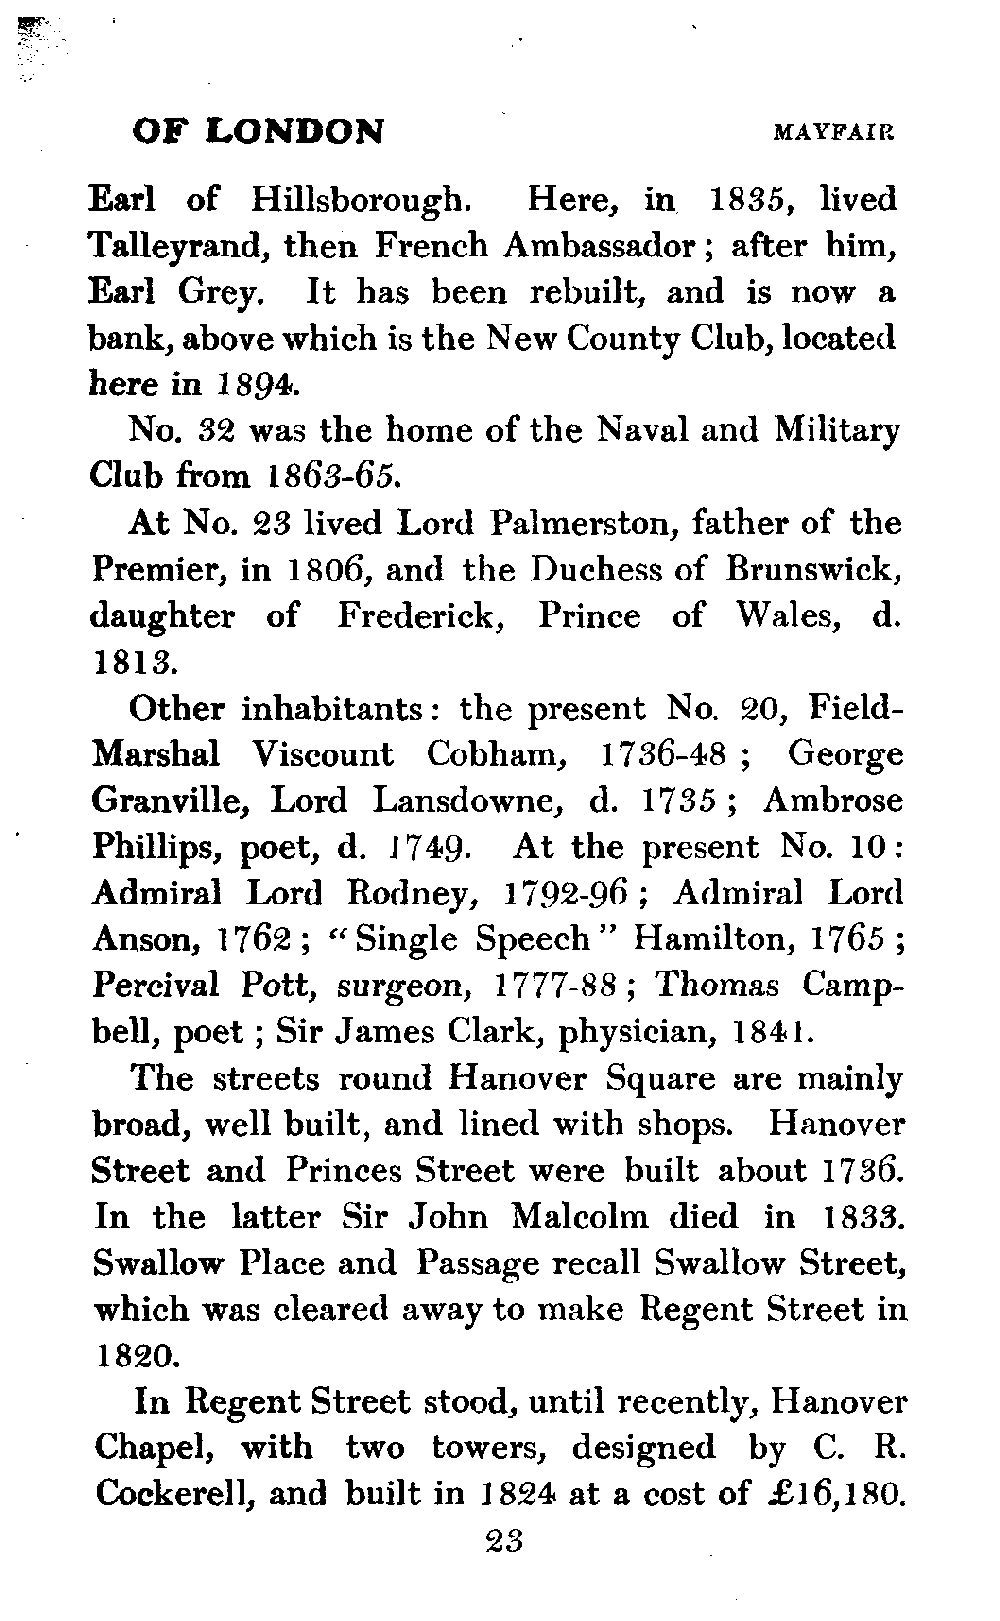 OF LONDON MAYFAIR
Earl of Hillsborough. Here, in 1835, lived
Talleyrand, then French Ambassador; after him,
Earl Grey. It has been rebuilt, and is now a
bank, above which is the New County Club, located
here in 1894.
No. 32 was the home of the Naval and Military
Club from 1863-65.
At No. 23 lived Lord Palmerston, father of the
Premier, in 1806, and the Duchess of Brunswick,
daughter of Frederick, Prince of Wales, d.
1813.
Other inhabitants: the present No. 20, Field-
Marshal Viscount Cobham, 1736-48; George
Granville, Lord Lansdowne, d. 1735; Ambrose
Phillips, poet, d. 1749. At the present No. 10:
Admiral Lord Rodney, 1792-96; Admiral Lord
Anson, 1762; "Single Speech" Hamilton, 1765;
Percival Pott, surgeon, 1777-88; Thomas Camp-
bell, poet; Sir James Clark, physician, 1841.
The streets round Hanover Square are mainly
broad, well built, and lined with shops. Hanover
Street and Princes Street were built about 1736.
In the latter Sir John Malcolm died in 1833.
Swallow Place and Passage recall Swallow Street,
which was cleared away to make Regent Street in
1820.
In Regent Street stood, until recently, Hanover
Chapel, with two towers, designed by C. R.
Cockerell, and built in 1824 at a cost of £16,180.
23